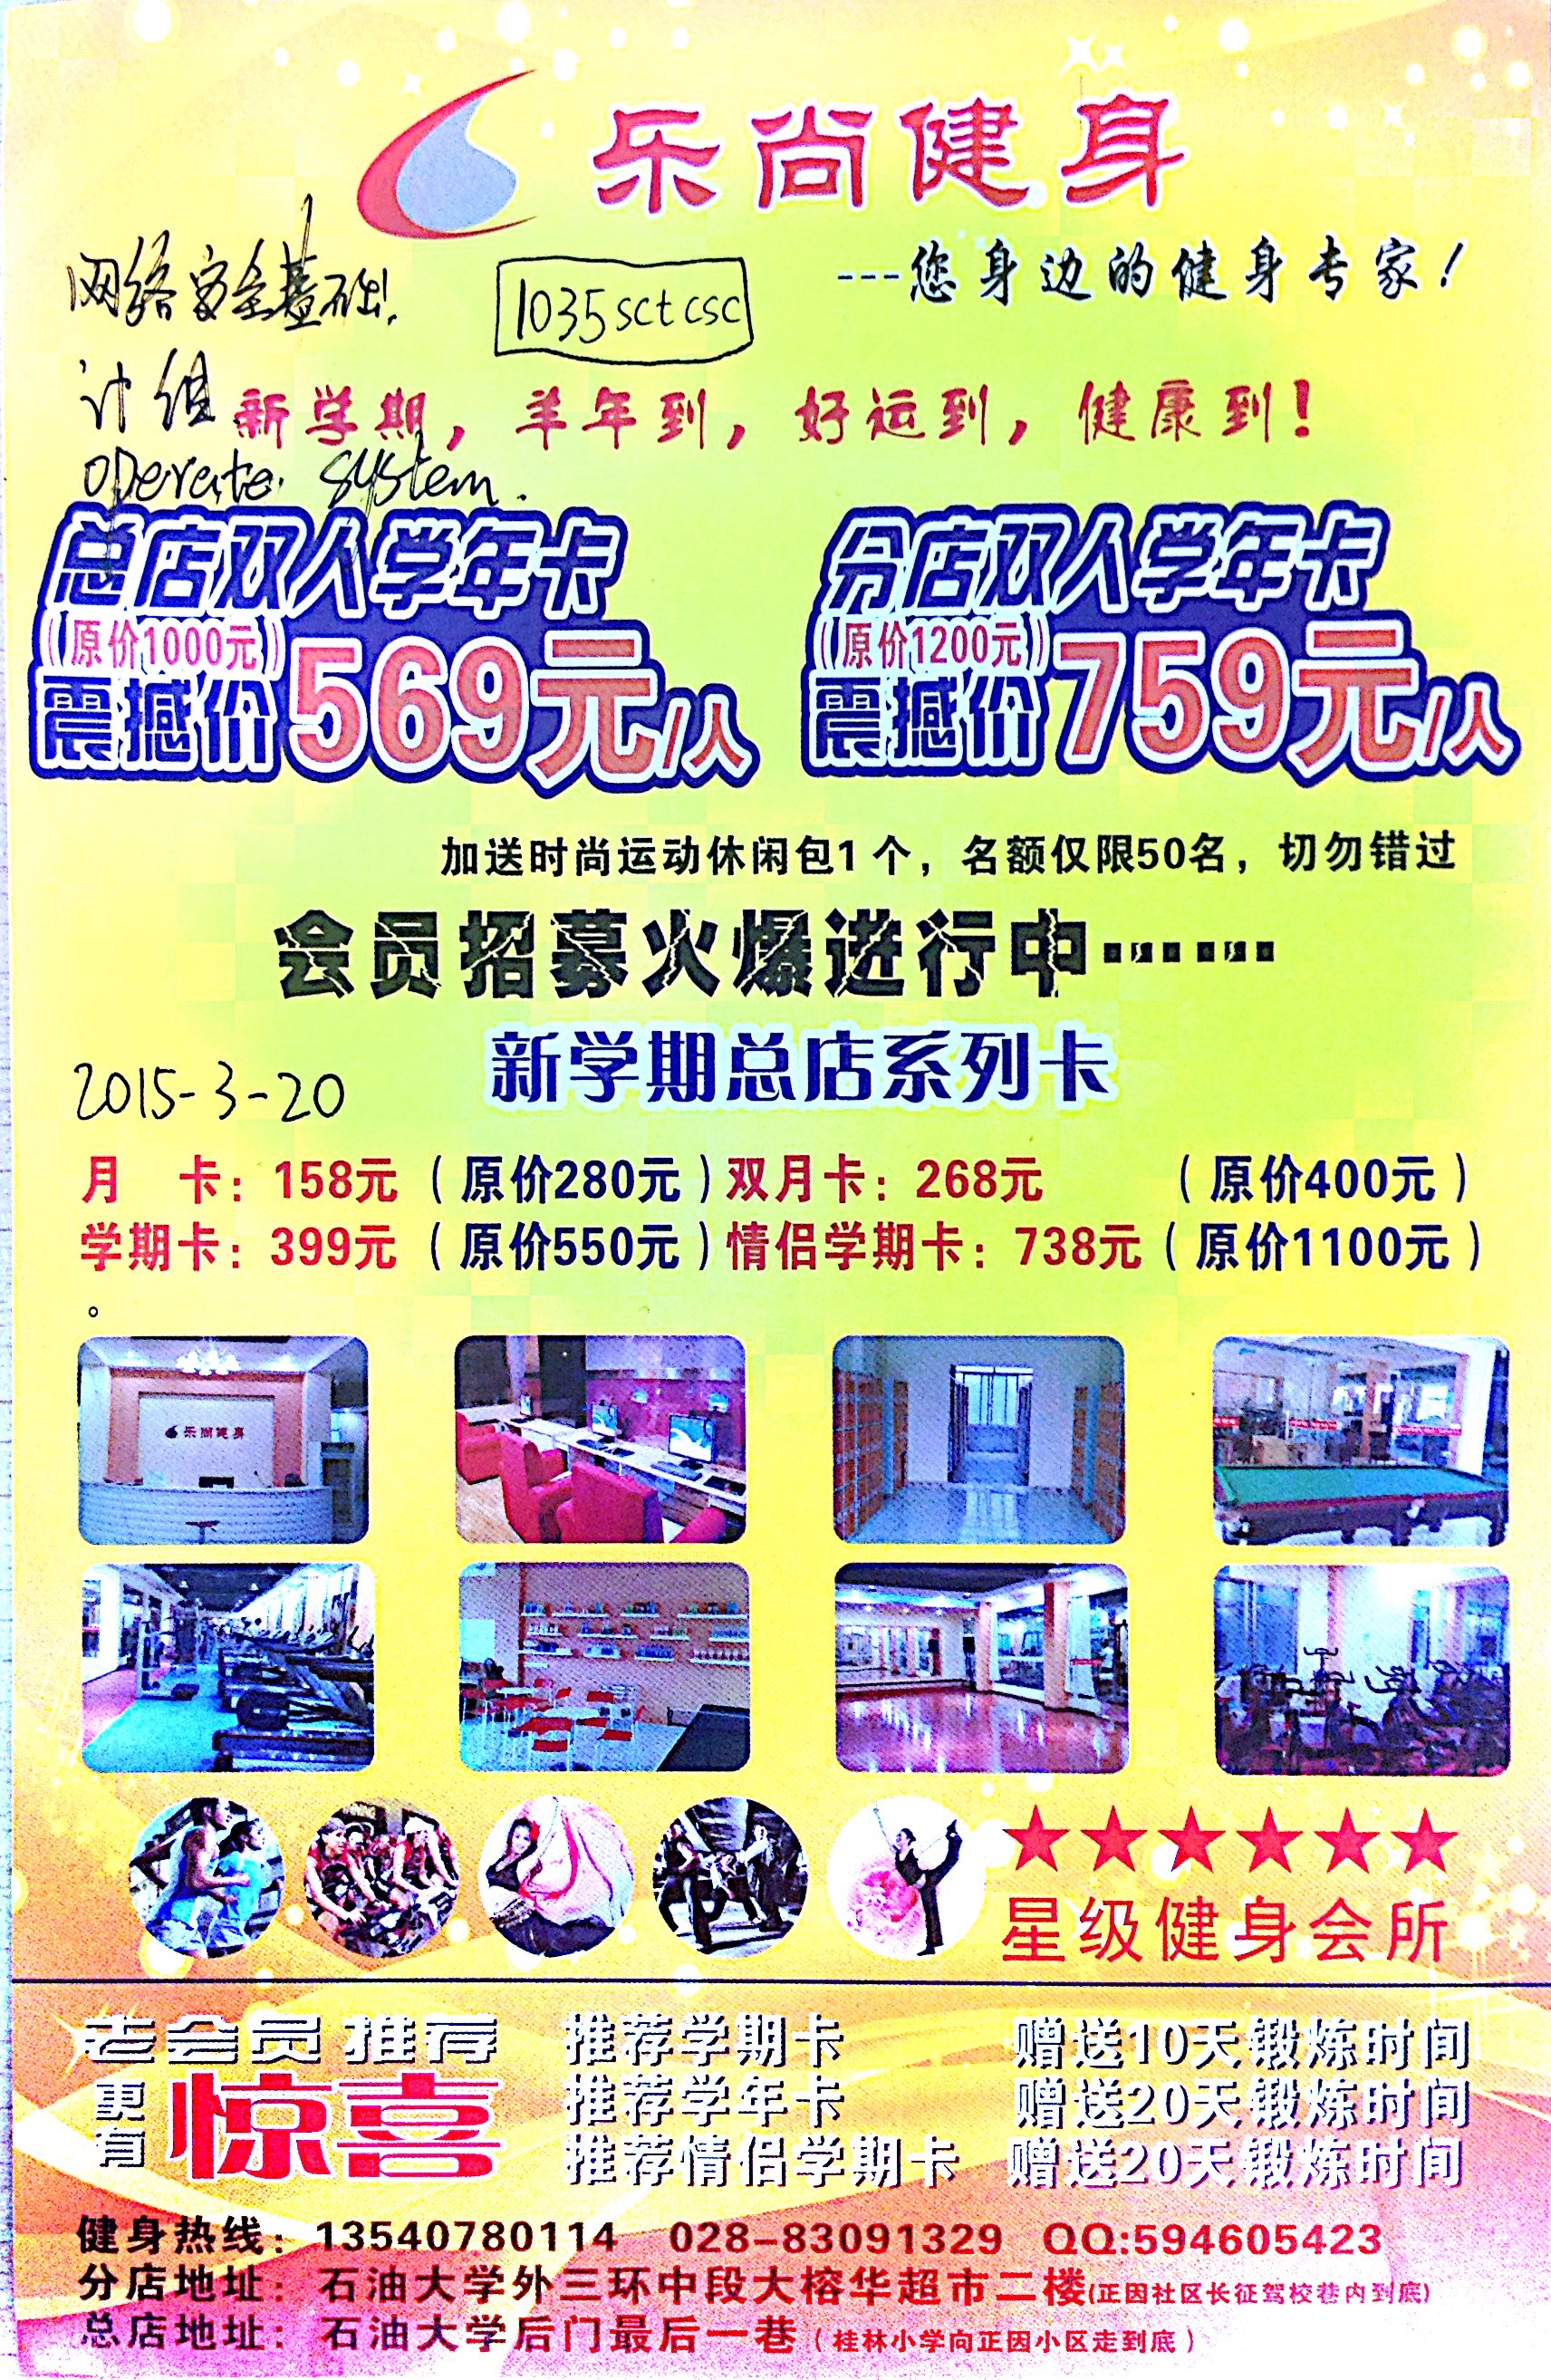 乐尚健身
---您身边的健身专家！
网络安全基础.
1035sctcsc
计组
新学期，羊年到，好运到，健康到！
operate system.
总店双人学年卡
（原价1000元）
震撼价569元/人
分店双人学年卡
（原价1200元）
震撼价759元/人
加送时尚运动休闲包1个，名额仅限50名，切勿错过
会员招募火爆进行中……
新学期总店系列卡
2015-3-20
月 卡：158元（原价280元）双月卡：268元 （原价400元）
学期卡：399元（原价550元）情侣学期卡：738元（原价1100元）
。
乐尚健身
★★★★★★
星级健身会所
老会员推荐
更有惊喜
推荐学期卡 赠送10天锻炼时间
推荐学年卡 赠送20天锻炼时间
推荐情侣学期卡 赠送20天锻炼时间
健身热线：13540780114 028-83091329 QQ:594605423
分店地址：石油大学外三环中段大榕华超市二楼(正因社区长征驾校巷内到底)
总店地址：石油大学后门最后一巷（桂林小学向正因小区走到底）